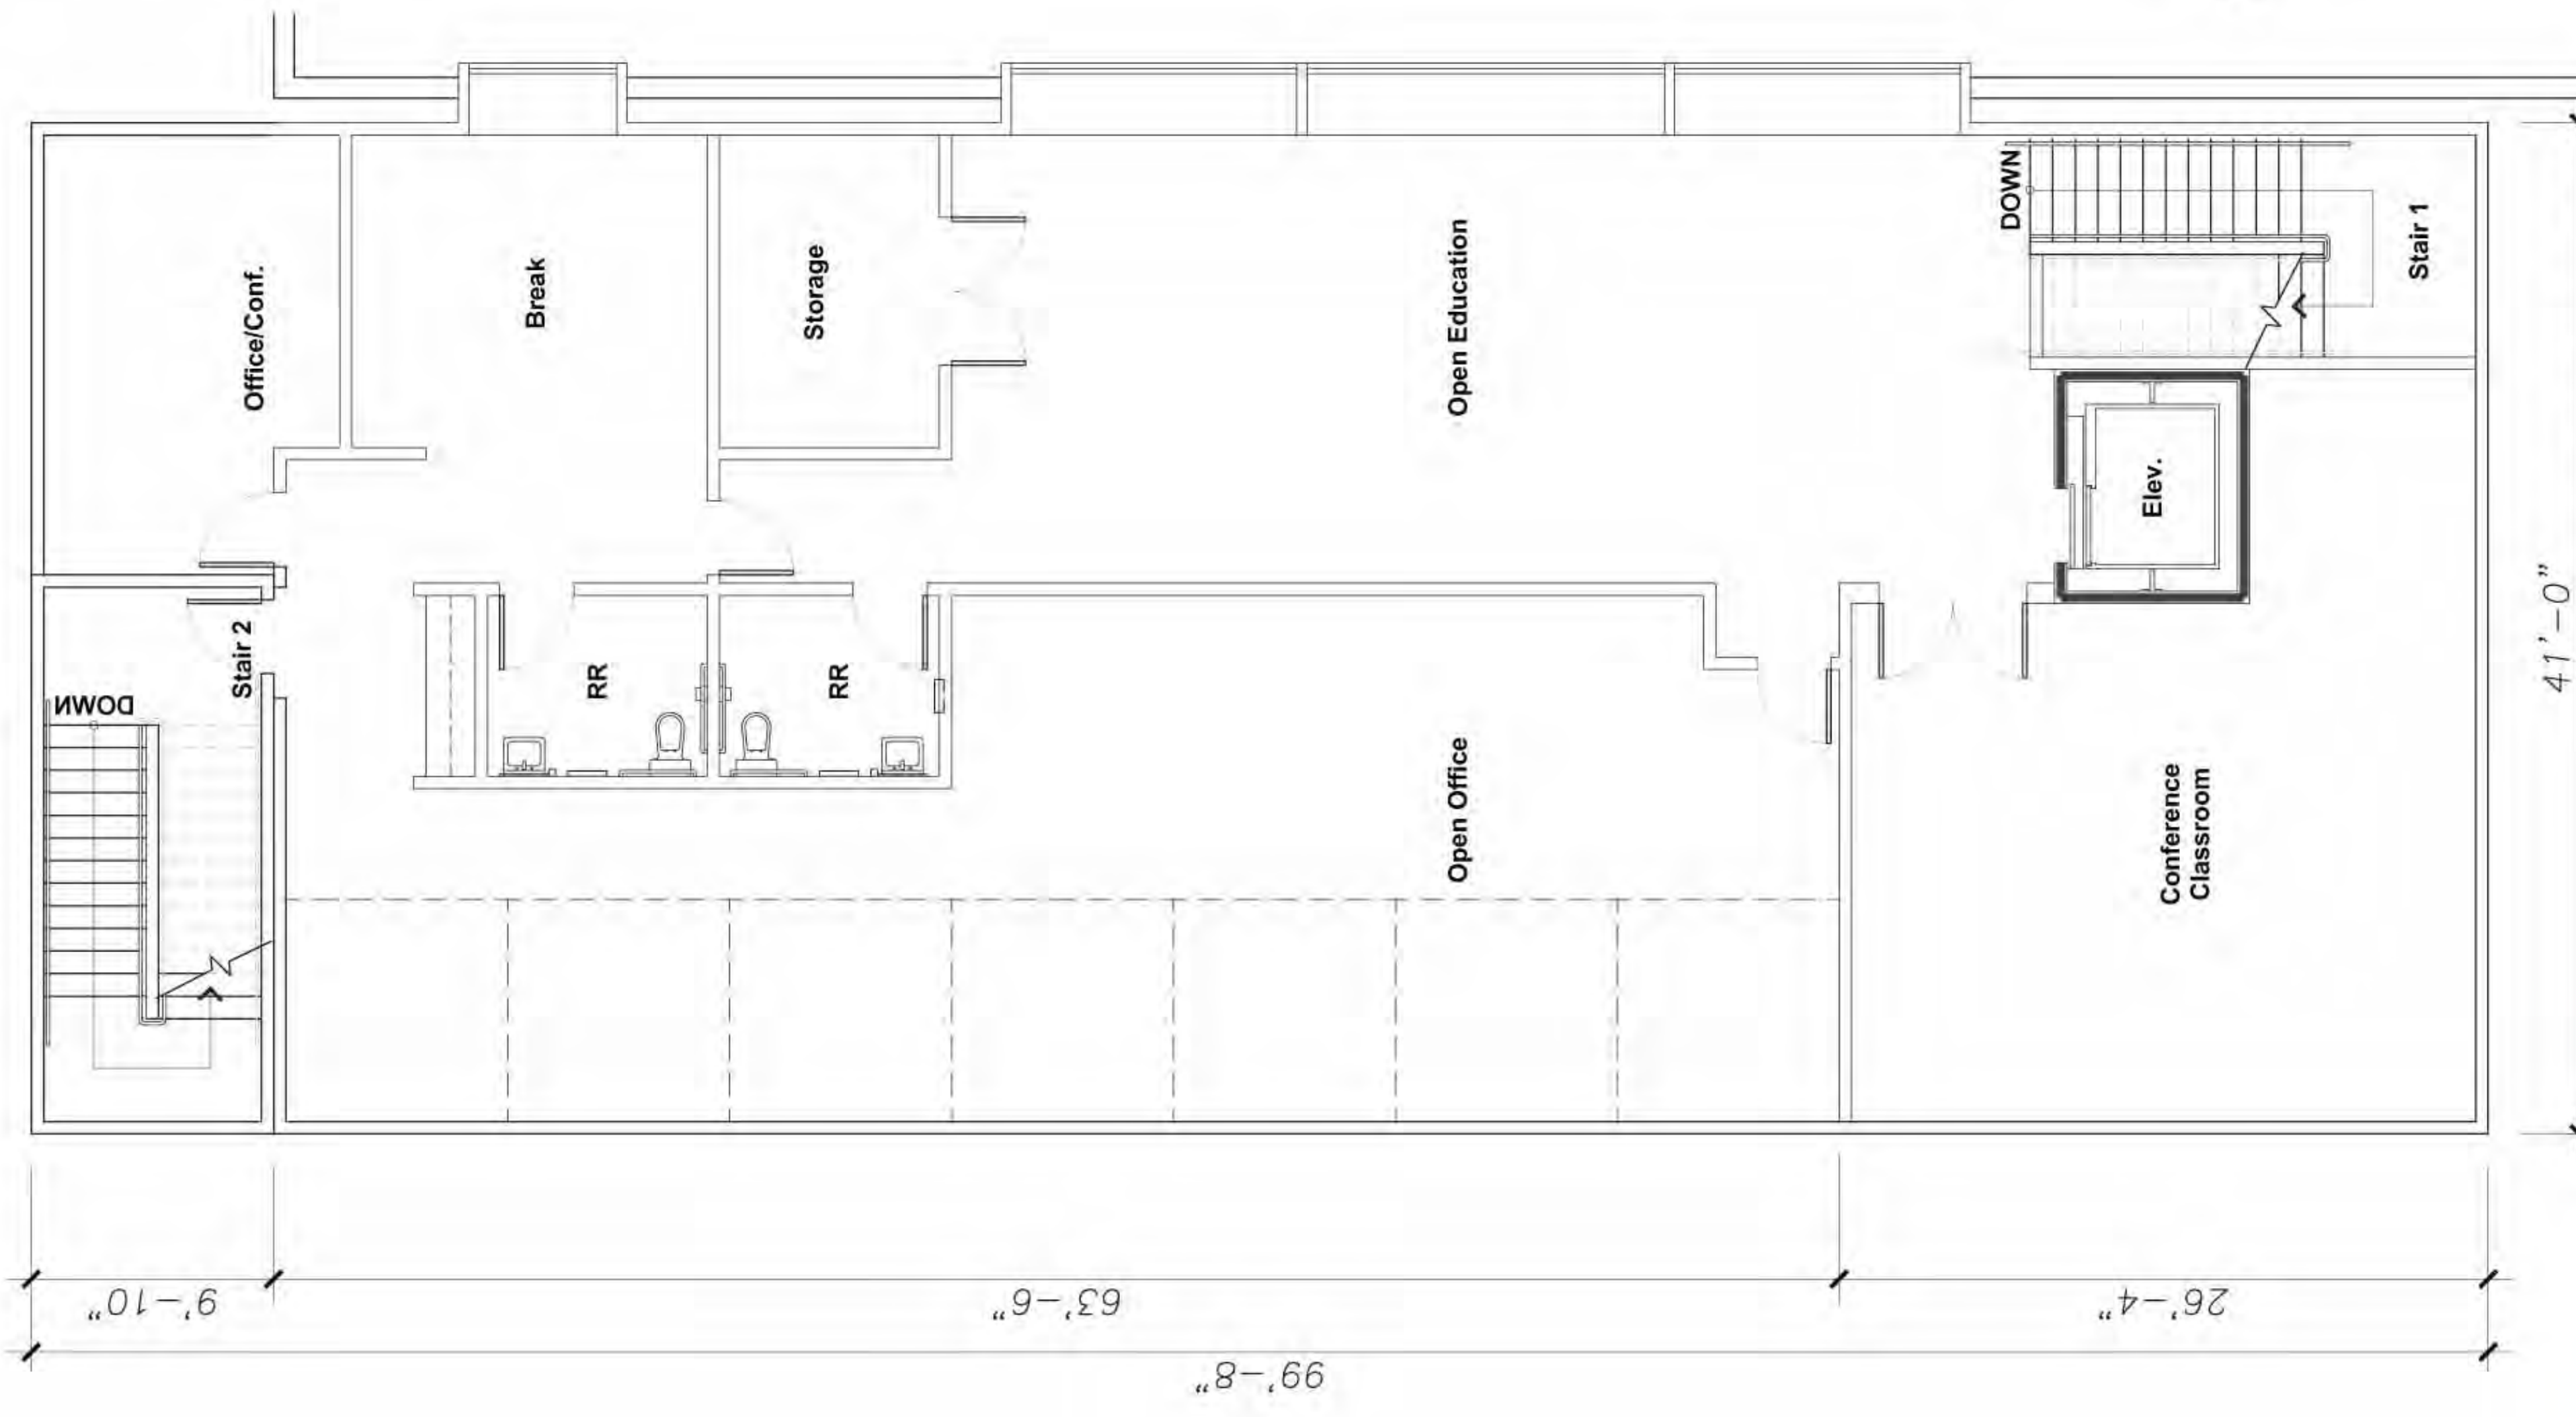 Office/Conf.
Break
Storage
Open Education
DOWN
Stair 1
Elev.
Stair 2
DOWN
RR
RR
Open Office
Conference
Classroom
41'-0"
9'-10"
63'-6"
26'-4"
99'-8"